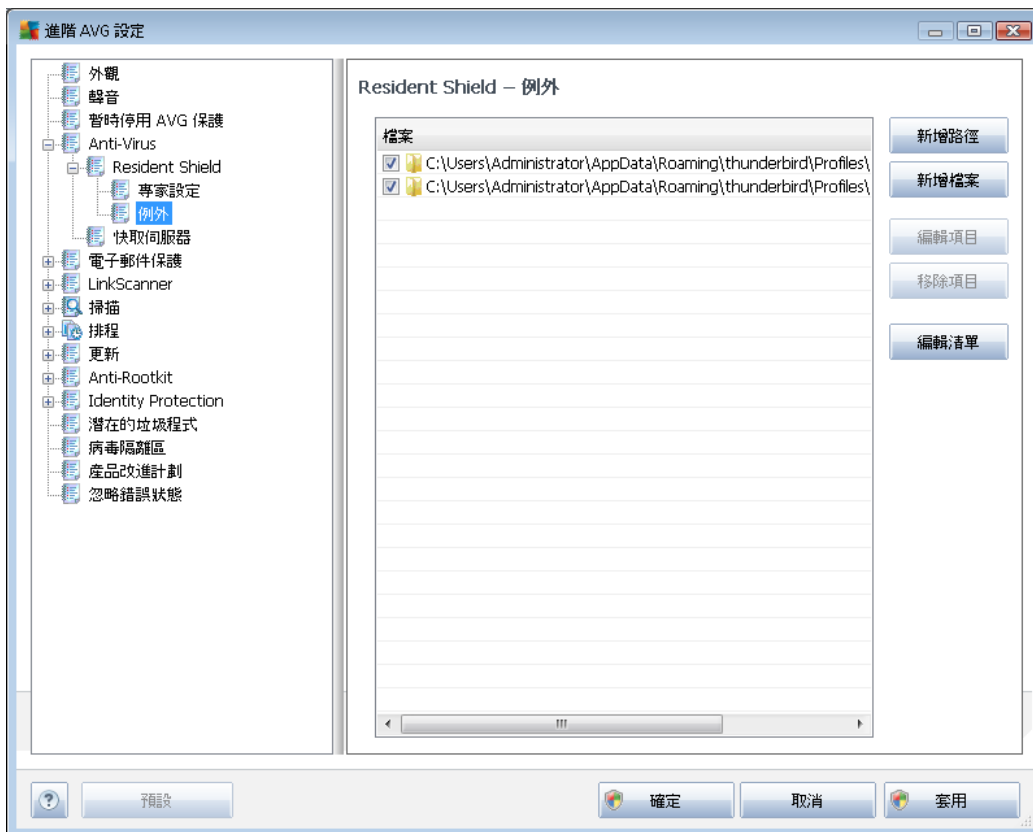 進階 AVG 設定
外觀
聲音
暫時停用 AVG 保護
Anti-Virus
Resident Shield
專家設定
例外
快取伺服器
電子郵件保護
LinkScanner
掃描
排程
更新
Anti-Rootkit
Identity Protection
潛在的垃圾程式
病毒隔離區
產品改進計劃
忽略錯誤狀態
Resident Shield – 例外
檔案
C:\Users\Administrator\AppData\Roaming\thunderbird\Profiles\
C:\Users\Administrator\AppData\Roaming\thunderbird\Profiles\
新增路徑
新增檔案
編輯項目
移除項目
編輯清單
?
預設
確定
取消
套用